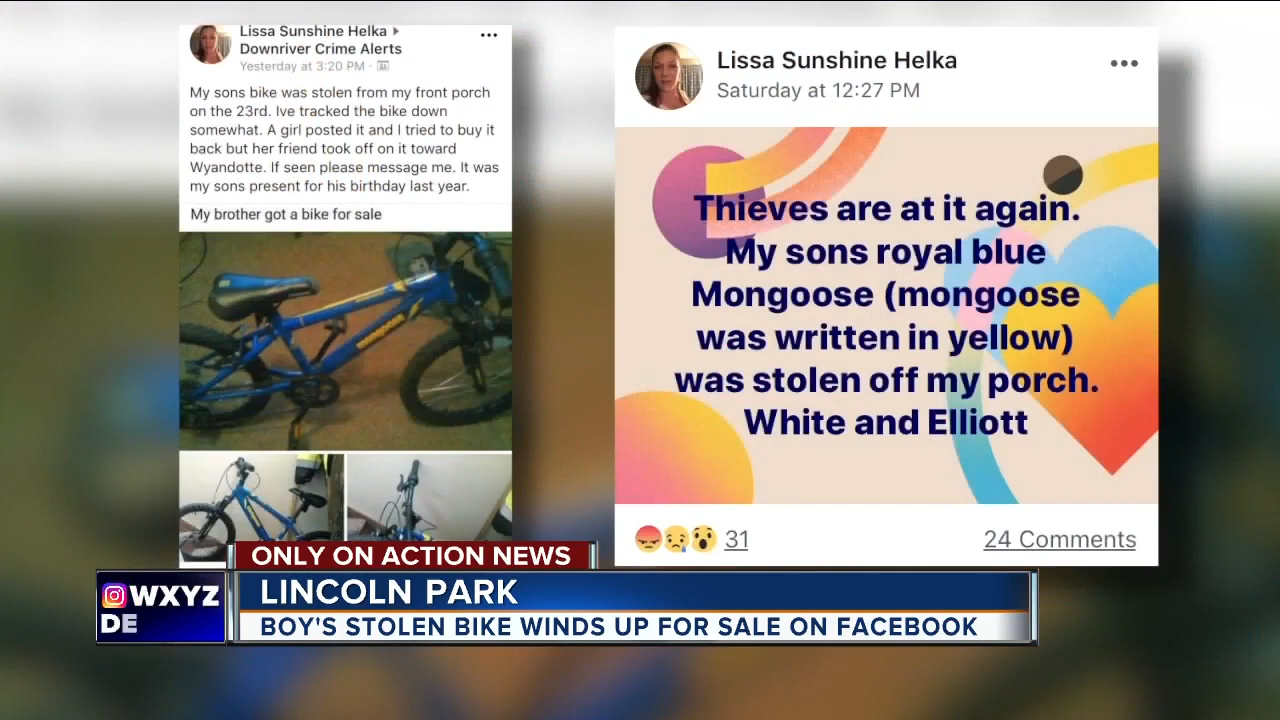 Lissa Sunshine Helka ▸
Downriver Crime Alerts
Yesterday at 3:20 PM ·
My sons bike was stolen from my front porch
on the 23rd. Ive tracked the bike down
somewhat. A girl posted it and I tried to buy it
back but her friend took off on it toward
Wyandotte. If seen please message me. It was
my sons present for his birthday last year.
My brother got a bike for sale
Lissa Sunshine Helka
Saturday at 12:27 PM
Thieves are at it again.
My sons royal blue
Mongoose (mongoose
was written in yellow)
was stolen off my porch.
White and Elliott
31
24 Comments
ONLY ON ACTION NEWS
WXYZ
DE
LINCOLN PARK
BOY'S STOLEN BIKE WINDS UP FOR SALE ON FACEBOOK